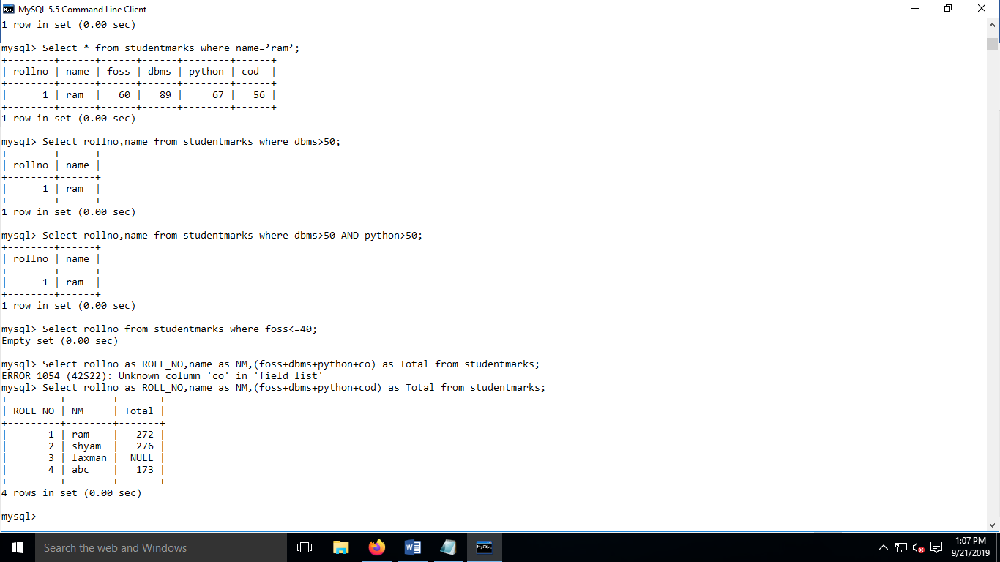 MySQL 5.5 Command Line Client
1 row in set (0.00 sec)
mysql> Select * from studentmarks where name=’ram’;
+--------+------+------+------+--------+------+
| rollno | name | foss | dbms | python | cod  |
+--------+------+------+------+--------+------+
|      1 | ram  |   60 |   89 |     67 |   56 |
+--------+------+------+------+--------+------+
1 row in set (0.00 sec)
mysql> Select rollno,name from studentmarks where dbms>50;
+--------+------+
| rollno | name |
+--------+------+
|      1 | ram  |
+--------+------+
1 row in set (0.00 sec)
mysql> Select rollno,name from studentmarks where dbms>50 AND python>50;
+--------+------+
| rollno | name |
+--------+------+
|      1 | ram  |
+--------+------+
1 row in set (0.00 sec)
mysql> Select rollno from studentmarks where foss<=40;
Empty set (0.00 sec)
mysql> Select rollno as ROLL_NO,name as NM,(foss+dbms+python+co) as Total from studentmarks;
ERROR 1054 (42S22): Unknown column 'co' in 'field list'
mysql> Select rollno as ROLL_NO,name as NM,(foss+dbms+python+cod) as Total from studentmarks;
+---------+--------+-------+
| ROLL_NO | NM     | Total |
+---------+--------+-------+
|       1 | ram    |   272 |
|       2 | shyam  |   276 |
|       3 | laxman |  NULL |
|       4 | abc    |   173 |
+---------+--------+-------+
4 rows in set (0.00 sec)
mysql>
Search the web and Windows
1:07 PM
9/21/2019